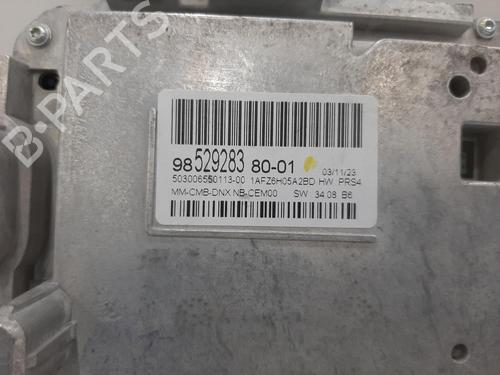 B-PARTS
98 529283 80-01 03/11/23
503006550113-00 1AFZ6H05A2BD HW PRS4
MM-CMB-DNX NB-CEM00 SW 34.08 B6